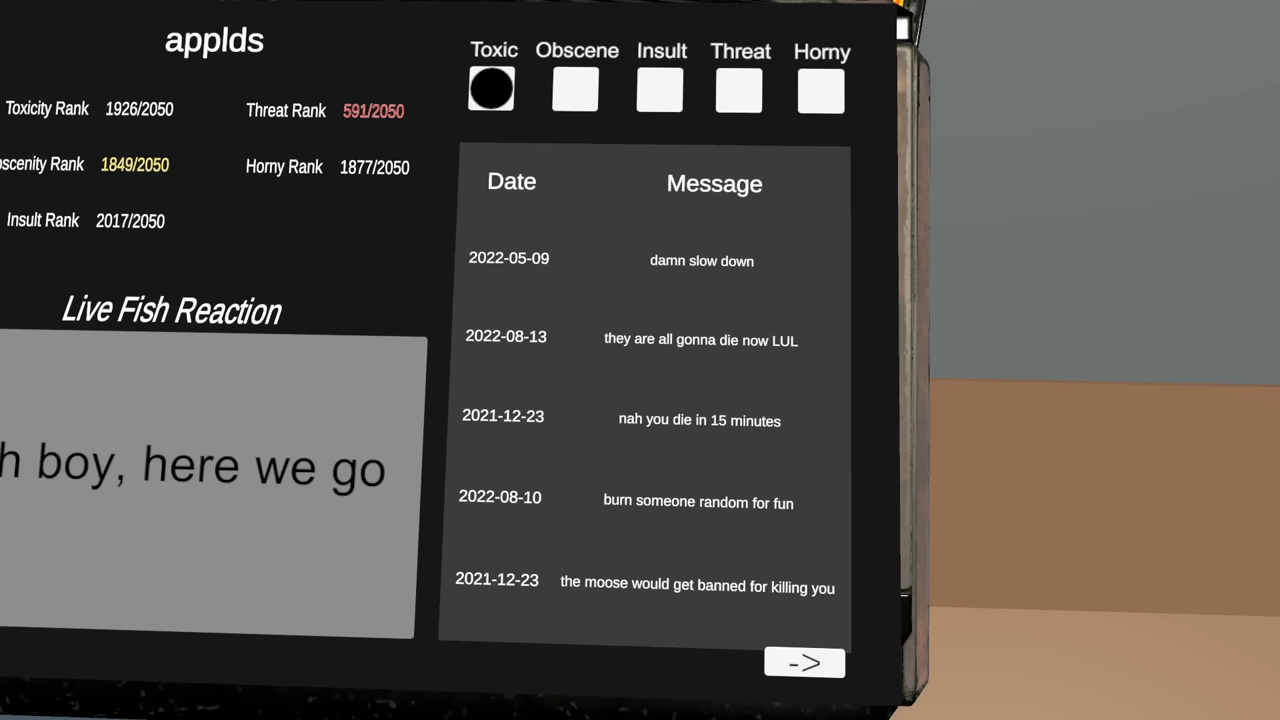 applds
Toxicity Rank 1926/2050
Threat Rank 591/2050
scenity Rank 1849/2050
Horny Rank 1877/2050
Insult Rank 2017/2050
Live Fish Reaction
h boy, here we go
Toxic Obscene Insult Threat Horny
Date Message
2022-05-09 damn slow down
2022-08-13 they are all gonna die now LUL
2021-12-23 nah you die in 15 minutes
2022-08-10 burn someone random for fun
2021-12-23 the moose would get banned for killing you
->